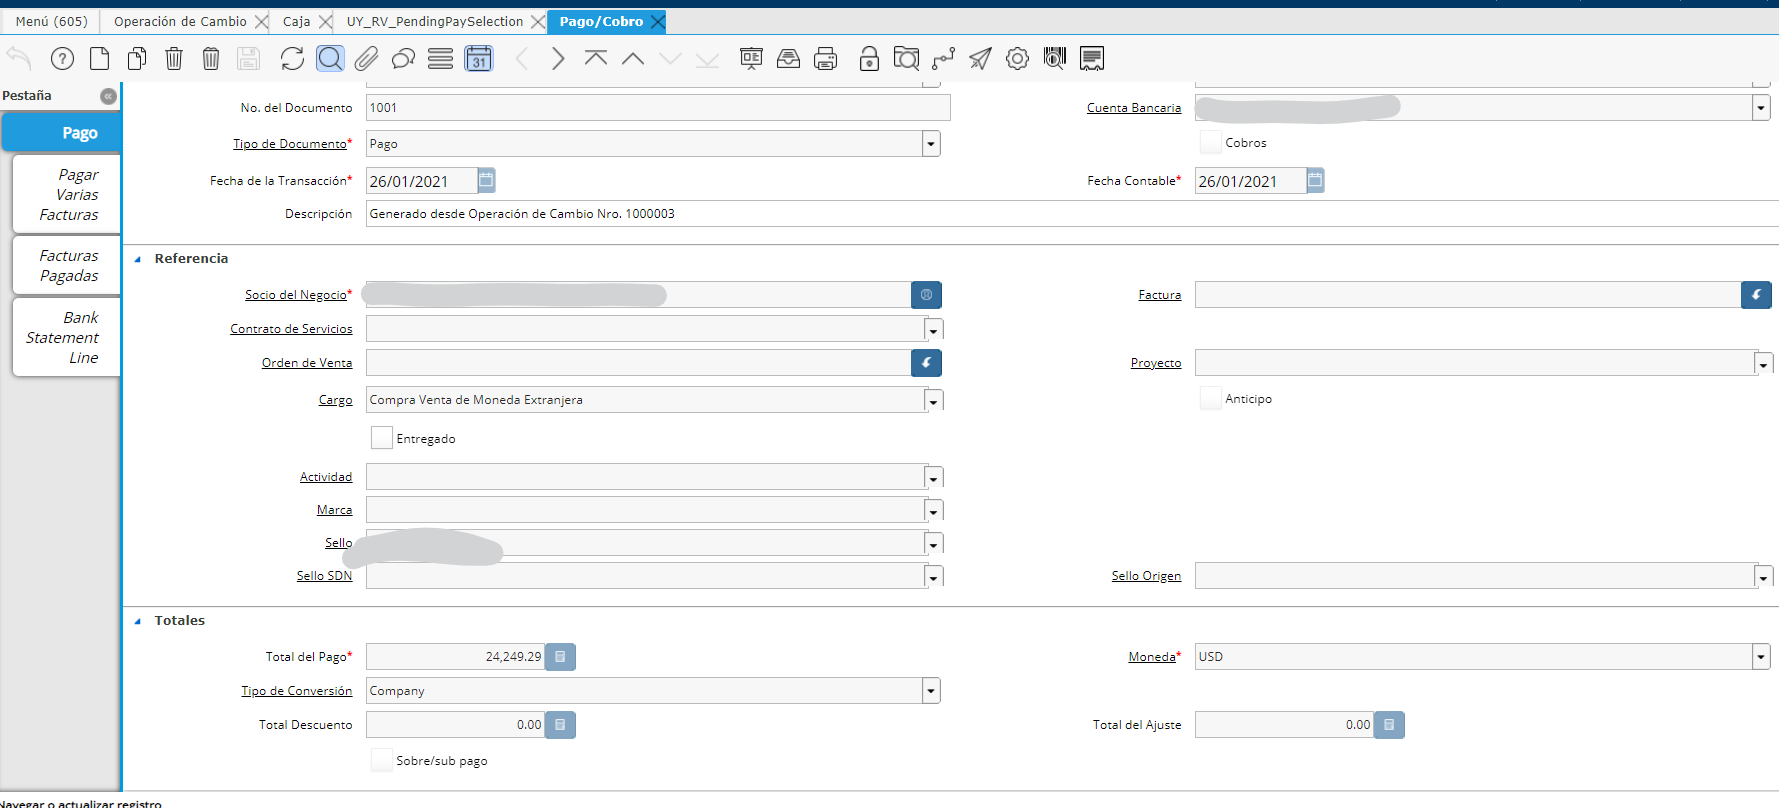 Menú (605) Operación de Cambio Caja UY_RV_PendingPaySelection Pago/Cobro
31
Pestaña
Pago
Pagar
Varias
Facturas
Facturas
Pagadas
Bank
Statement
Line
No. del Documento 1001 Cuenta Bancaria
Tipo de Documento* Pago Cobros
Fecha de la Transacción* 26/01/2021 Fecha Contable* 26/01/2021
Descripción Generado desde Operación de Cambio Nro. 1000003
Referencia
Socio del Negocio* Factura
Contrato de Servicios
Orden de Venta Proyecto
Cargo Compra Venta de Moneda Extranjera Anticipo
Entregado
Actividad
Marca
Sello
Sello SDN Sello Origen
Totales
Total del Pago* 24,249.29 Moneda* USD
Tipo de Conversión Company
Total Descuento 0.00 Total del Ajuste 0.00
Sobre/sub pago
Navegar o actualizar registro